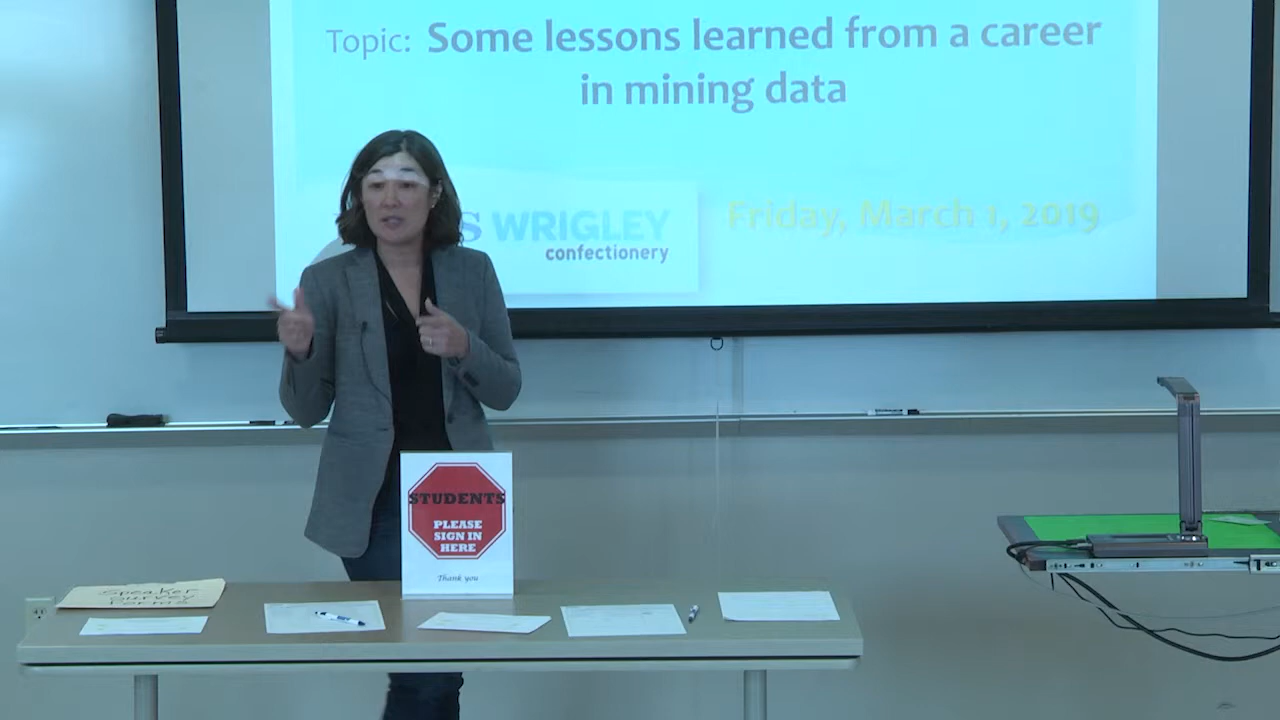 Topic: Some lessons learned from a career
in mining data
S WRIGLEY
confectionery
Friday, March 1, 2019
STUDENTS
PLEASE
SIGN IN
HERE
Thank you
Speaker
Survey
Forms